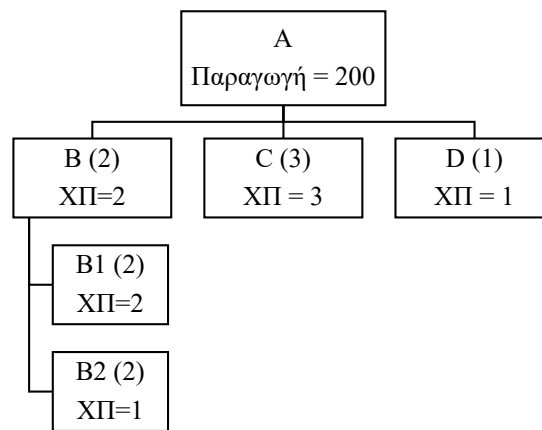 A
Παραγωγή = 200
B (2)
ΧΠ=2
C (3)
ΧΠ = 3
D (1)
ΧΠ = 1
B1 (2)
ΧΠ=2
B2 (2)
ΧΠ=1